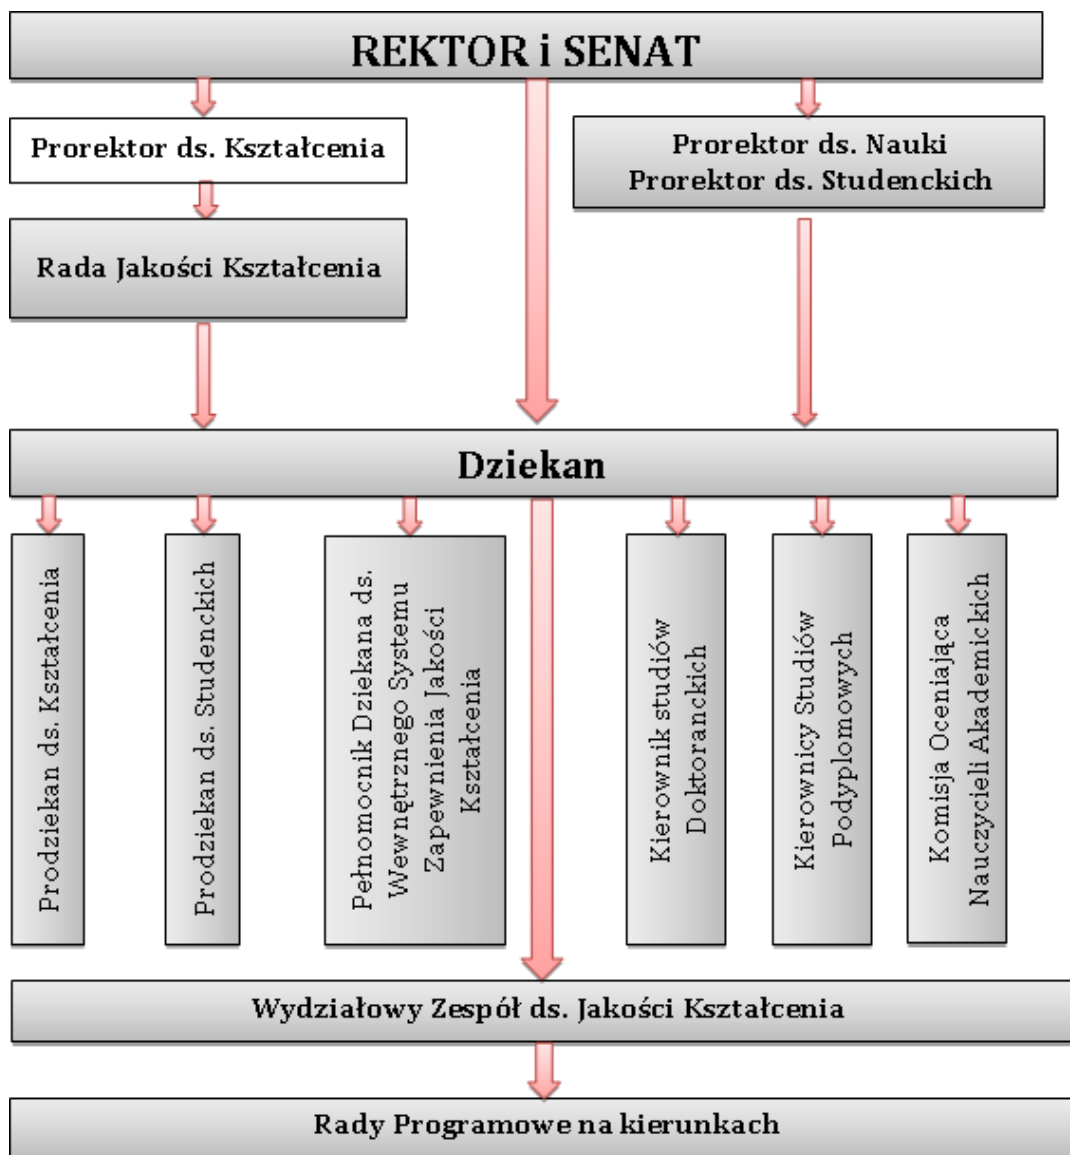 REKTOR i SENAT
Prorektor ds. Kształcenia
Prorektor ds. Nauki
Prorektor ds. Studenckich
Rada Jakości Kształcenia
Dziekan
Prodziekan ds. Kształcenia
Prodziekan ds. Studenckich
Pełnomocnik Dziekana ds.
Wewnętrznego Systemu
Zapewnienia Jakości
Kształcenia
Kierownik studiów
Doktoranckich
Kierownicy Studiów
Podyplomowych
Komisja Oceniająca
Nauczycieli Akademickich
Wydziałowy Zespół ds. Jakości Kształcenia
Rady Programowe na kierunkach